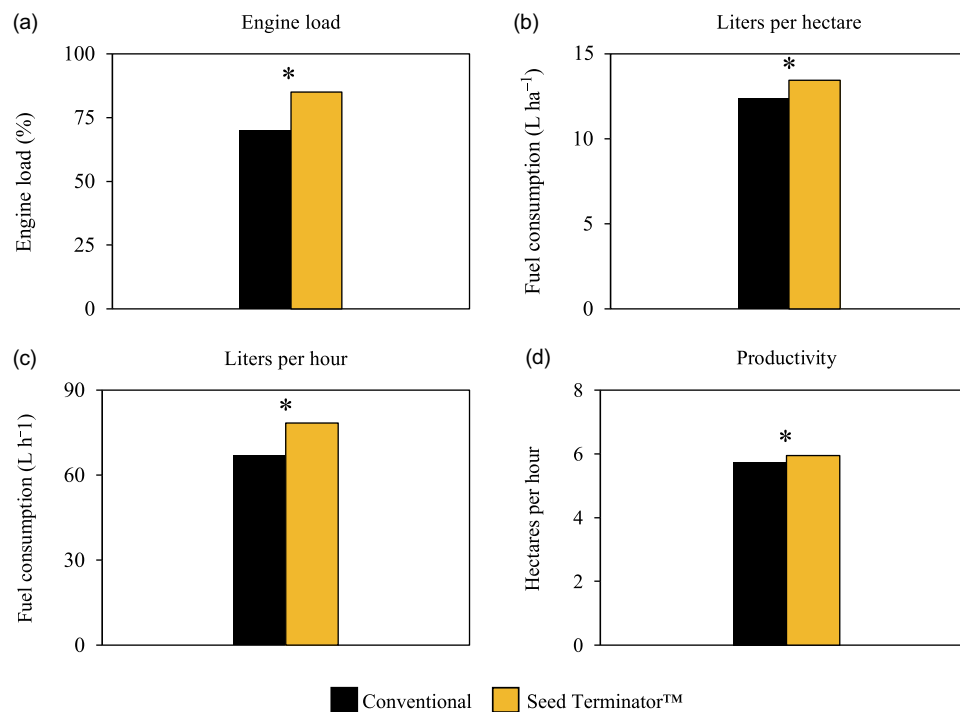 (a) Engine load
100
75
50
25
0
Engine load (%)
*
(b) Liters per hectare
15
10
5
0
Fuel consumption (L ha⁻¹)
*
(c) Liters per hour
90
60
30
0
Fuel consumption (L h⁻1)
*
(d) Productivity
8
6
4
2
0
Hectares per hour
*
Conventional Seed Terminator™